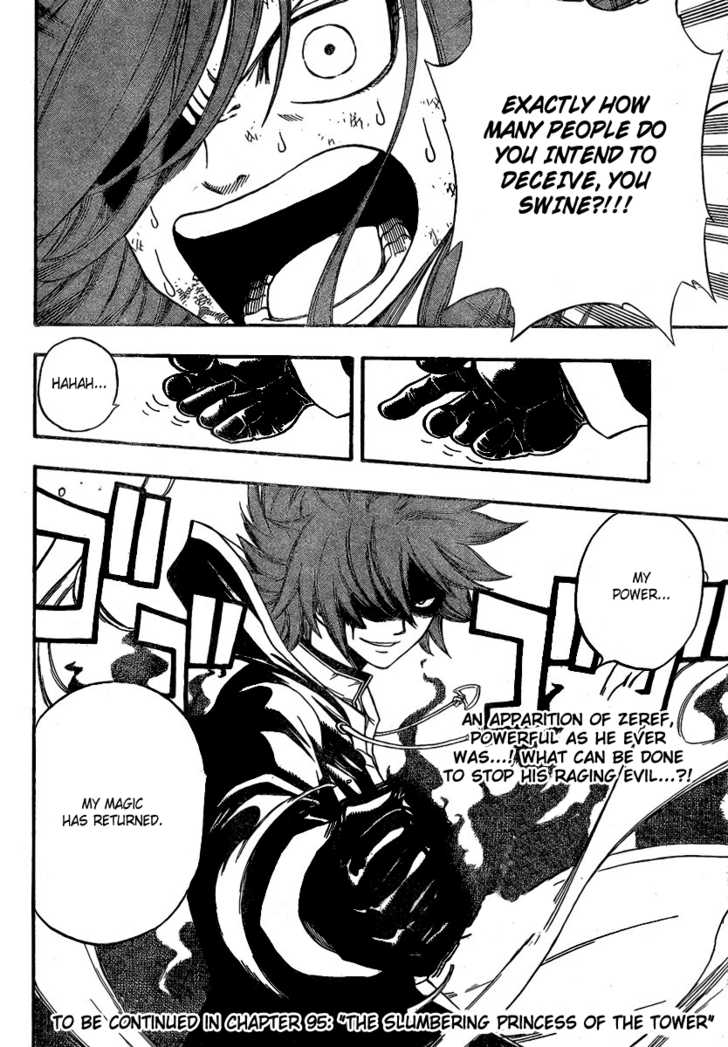 EXACTLY HOW
MANY PEOPLE DO
YOU INTEND TO
DECEIVE, YOU
SWINE?!!!
HAHAH...
MY
POWER...
AN APPARITION OF ZEREF,
POWERFUL AS HE EVER
WAS...! WHAT CAN BE DONE
TO STOP HIS RAGING EVIL...?!
MY MAGIC
HAS RETURNED.
TO BE CONTINUED IN CHAPTER 95: "THE SLUMBERING PRINCESS OF THE TOWER"